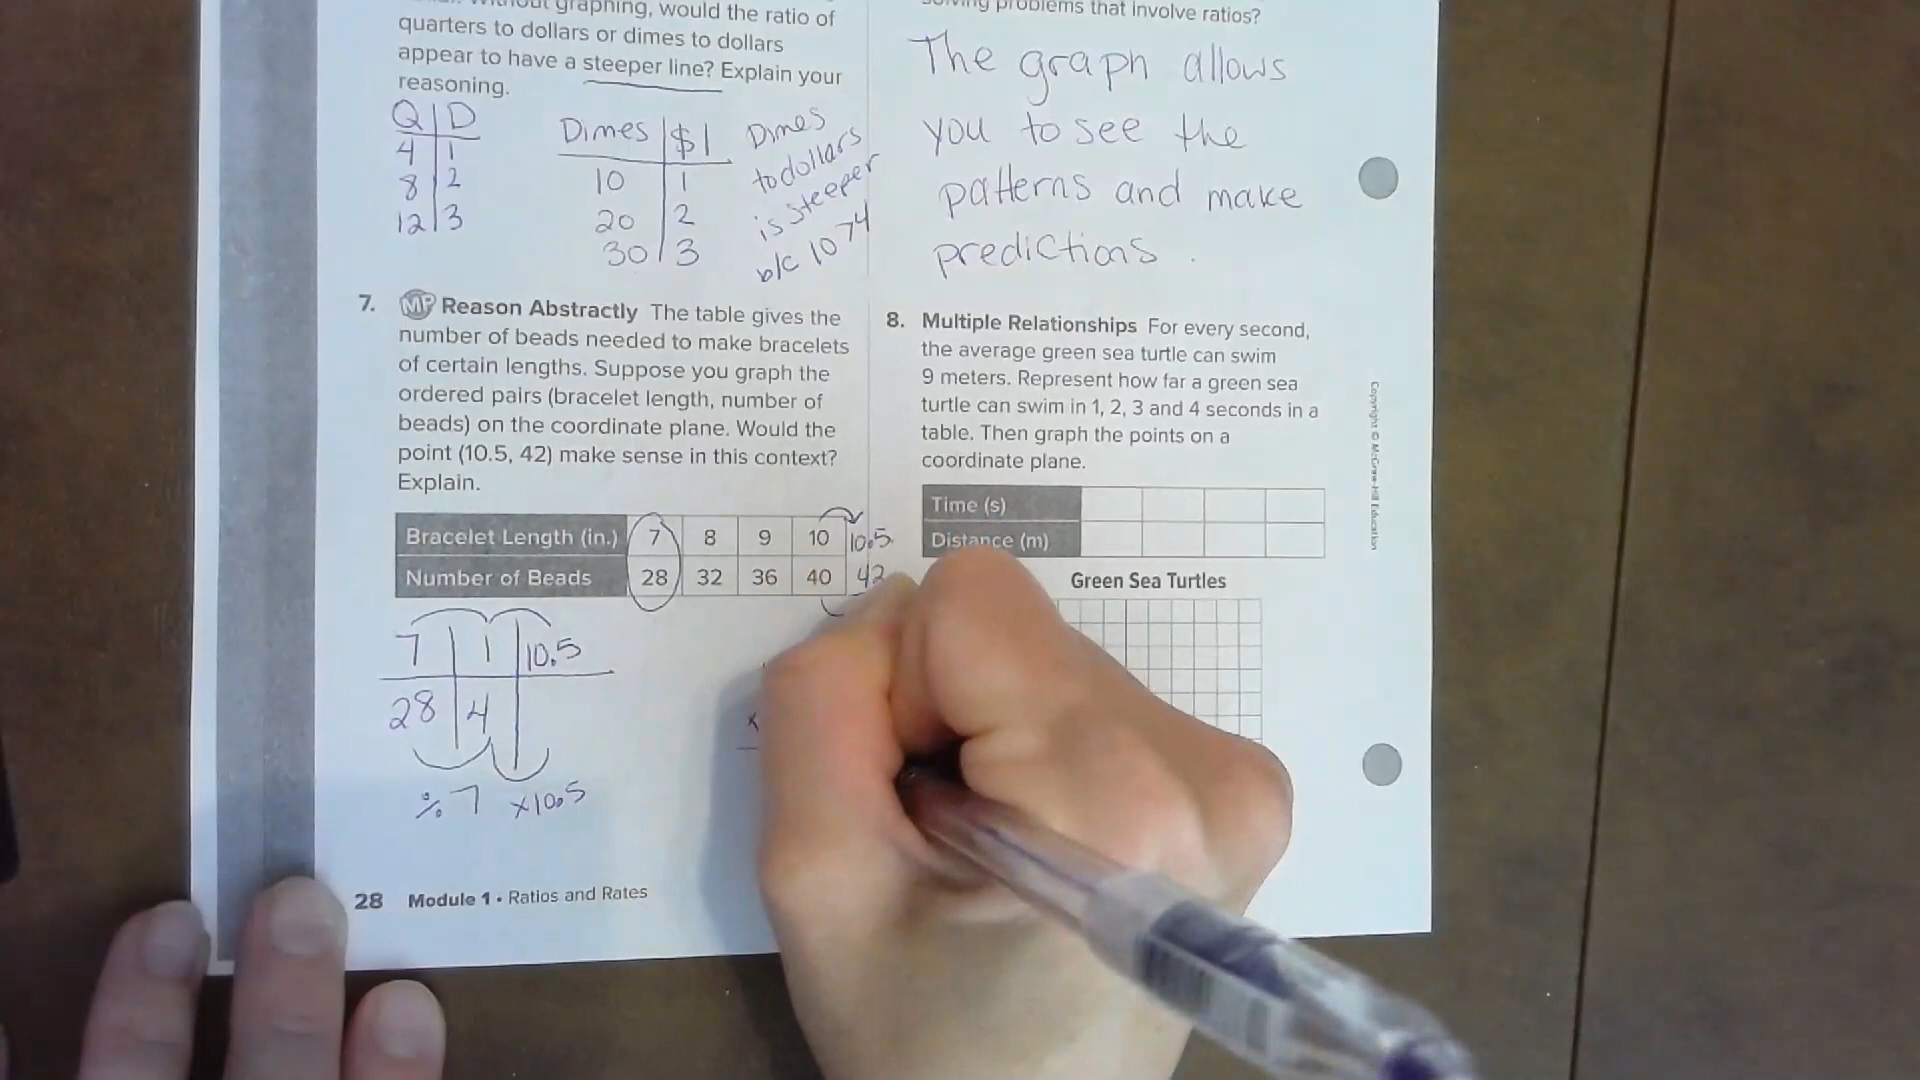 graphing, would the ratio of
quarters to dollars or dimes to dollars
appear to have a steeper line? Explain your
reasoning.
Q D
4 1
8 2
12 3
Dimes $1
10 1
20 2
30 3
Dimes
to dollars
is steeper
b/c 10 74
problems that involve ratios?
The graph allows
you to see the
patterns and make
predictions.
7. MP Reason Abstractly The table gives the
number of beads needed to make bracelets
of certain lengths. Suppose you graph the
ordered pairs (bracelet length, number of
beads) on the coordinate plane. Would the
point (10.5, 42) make sense in this context?
Explain.
Bracelet Length (in.) 7 8 9 10 10.5
Number of Beads 28 32 36 40 42
7 1 10.5
28 4
÷7 x10.5
x
28 Module 1 • Ratios and Rates
8. Multiple Relationships For every second,
the average green sea turtle can swim
9 meters. Represent how far a green sea
turtle can swim in 1, 2, 3 and 4 seconds in a
table. Then graph the points on a
coordinate plane.
Time (s)
Distance (m)
Green Sea Turtles
Copyright © McGraw-Hill Education